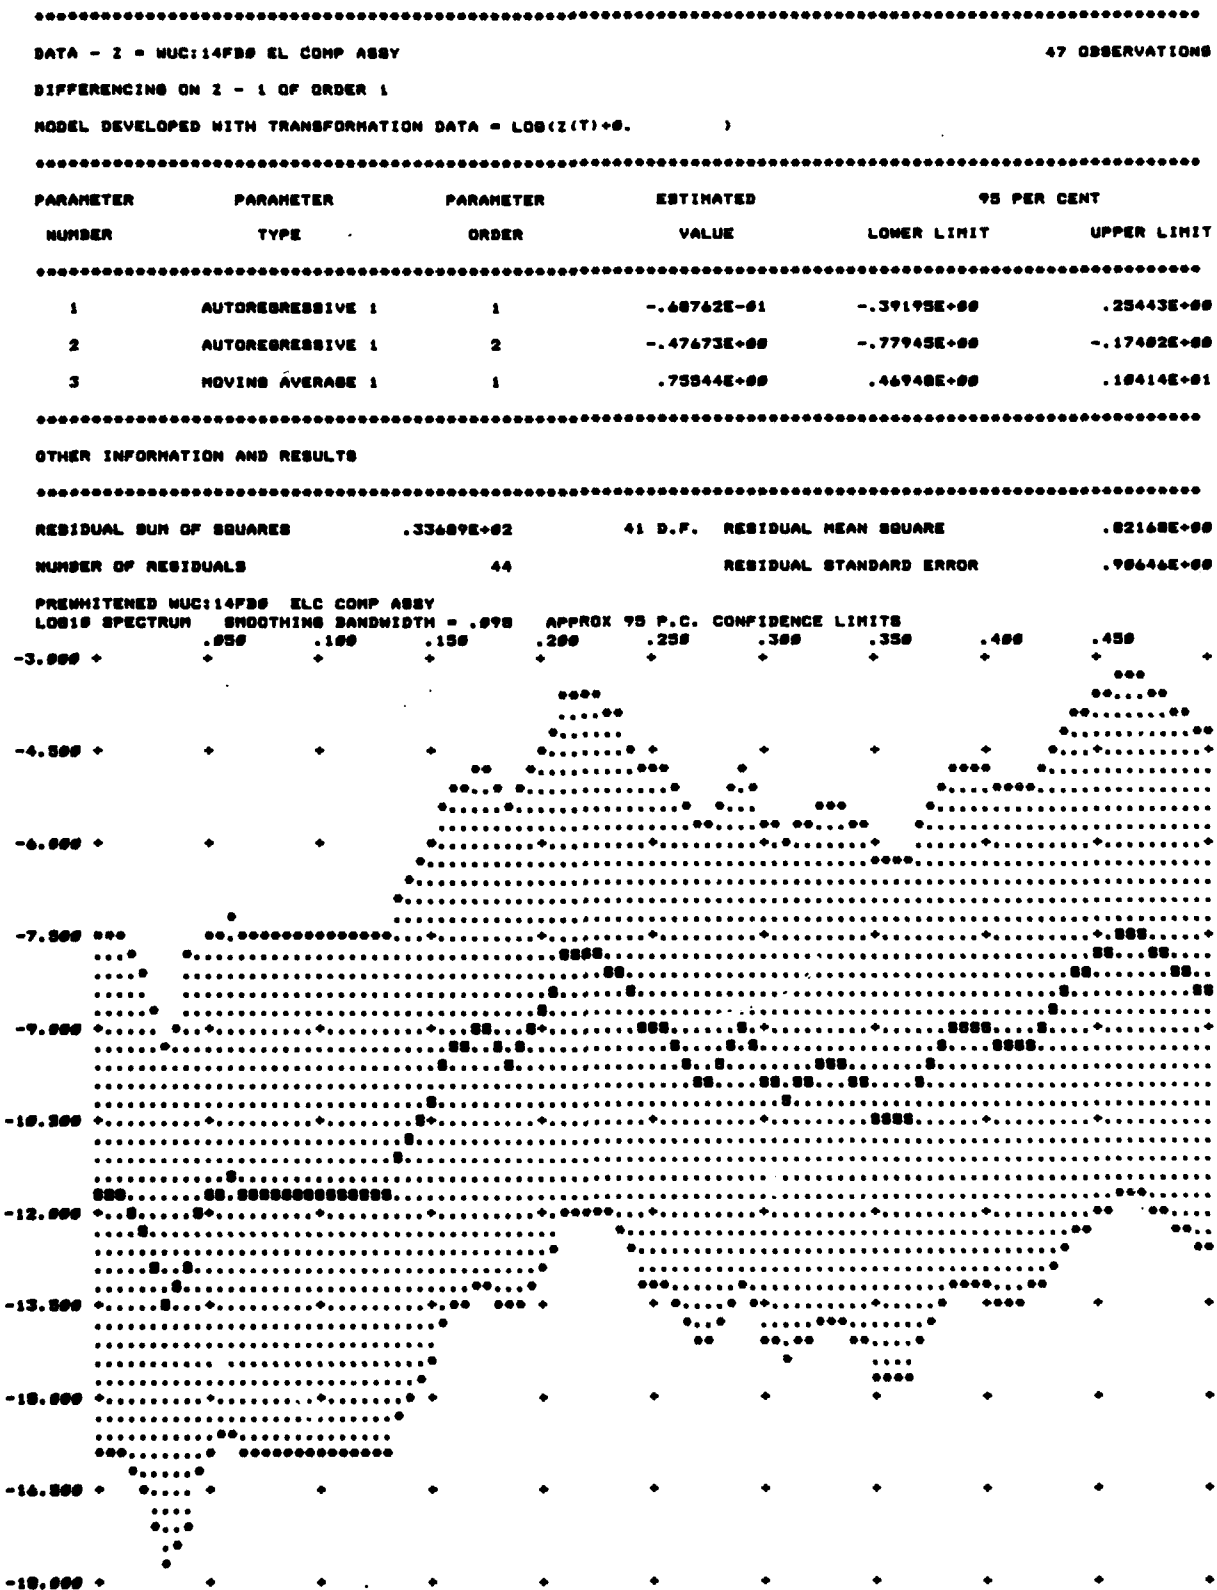 DATA - Z = WUC:14FB0 EL COMP ASSY 47 OBSERVATIONS
DIFFERENCING ON Z - 1 OF ORDER 1
MODEL DEVELOPED WITH TRANSFORMATION DATA = LOG(Z(T)+0. )
PARAMETER PARAMETER PARAMETER ESTIMATED 95 PER CENT
NUMBER TYPE ORDER VALUE LOWER LIMIT UPPER LIMIT
1 AUTOREGRESSIVE 1 1 -.68762E-01 -.39195E+00 .25443E+00
2 AUTOREGRESSIVE 1 2 -.47673E+00 -.77945E+00 -.17402E+00
3 MOVING AVERAGE 1 1 .75544E+00 .46948E+00 .10414E+01
OTHER INFORMATION AND RESULTS
RESIDUAL SUM OF SQUARES .33689E+02 41 D.F. RESIDUAL MEAN SQUARE .82168E+00
NUMBER OF RESIDUALS 44 RESIDUAL STANDARD ERROR .90646E+00
PREWHITENED WUC:14FB0 ELC COMP ASSY
LOG10 SPECTRUM SMOOTHING BANDWIDTH = .098 APPROX 95 P.C. CONFIDENCE LIMITS
.050 .100 .150 .200 .250 .300 .350 .400 .450
-3.000
-4.500
-6.000
-7.500
-9.000
-10.500
-12.000
-13.500
-15.000
-16.500
-18.000